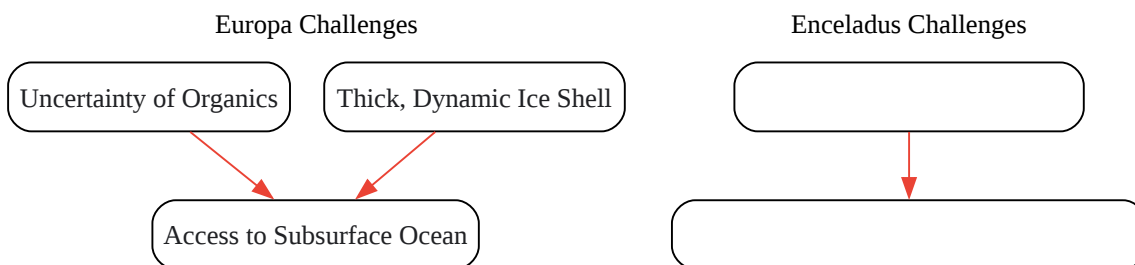 Europa Challenges
Enceladus Challenges
Uncertainty of Organics
Thick, Dynamic Ice Shell
Access to Subsurface Ocean